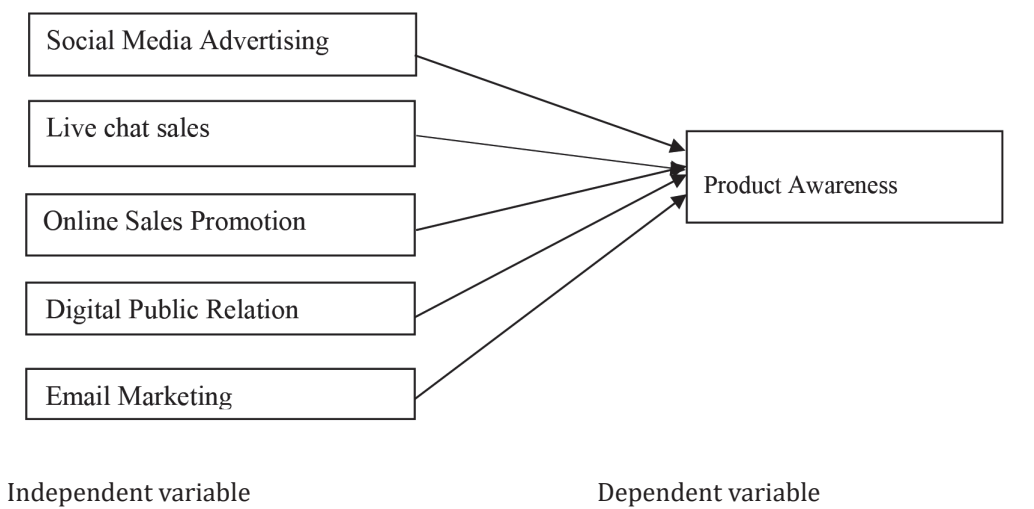 Social Media Advertising
Live chat sales
Online Sales Promotion
Digital Public Relation
Email Marketing
Product Awareness
Independent variable
Dependent variable